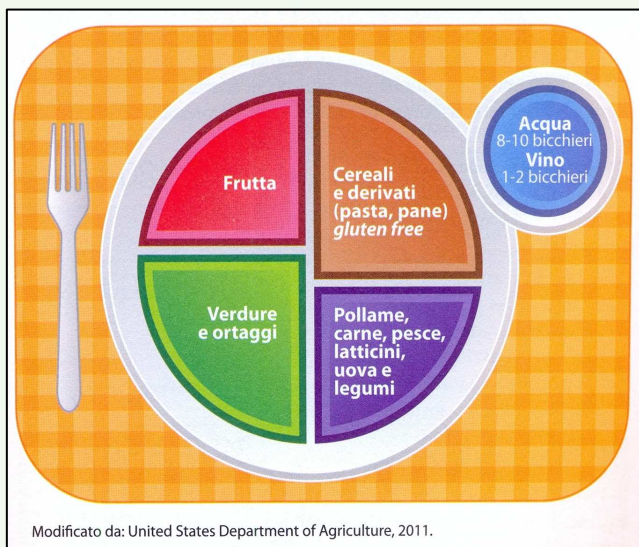 Frutta
Cereali
e derivati
(pasta, pane)
gluten free
Acqua
8-10 bicchieri
Vino
1-2 bicchieri
Verdure
e ortaggi
Pollame,
carne, pesce,
latticini,
uova e
legumi
Modificato da: United States Department of Agriculture, 2011.